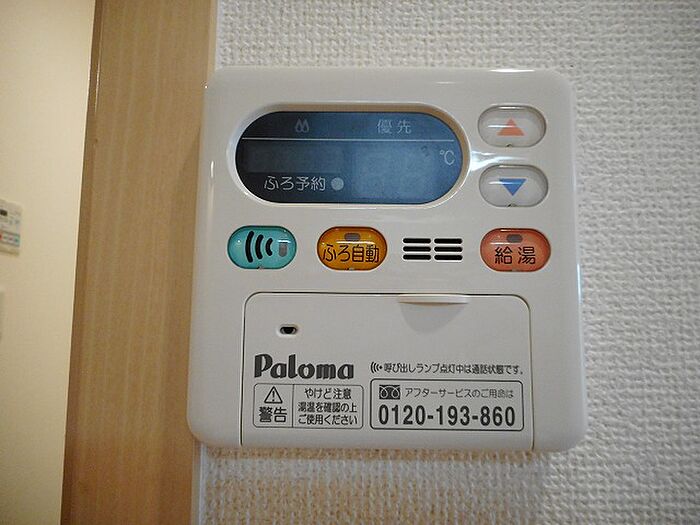 優先
℃
ふろ予約
ふろ自動
給湯
Paloma
呼び出しランプ点灯中は通話状態です。
警告
やけど注意
湯温を確認の上
ご使用ください
アフターサービスのご用命は
0120-193-860